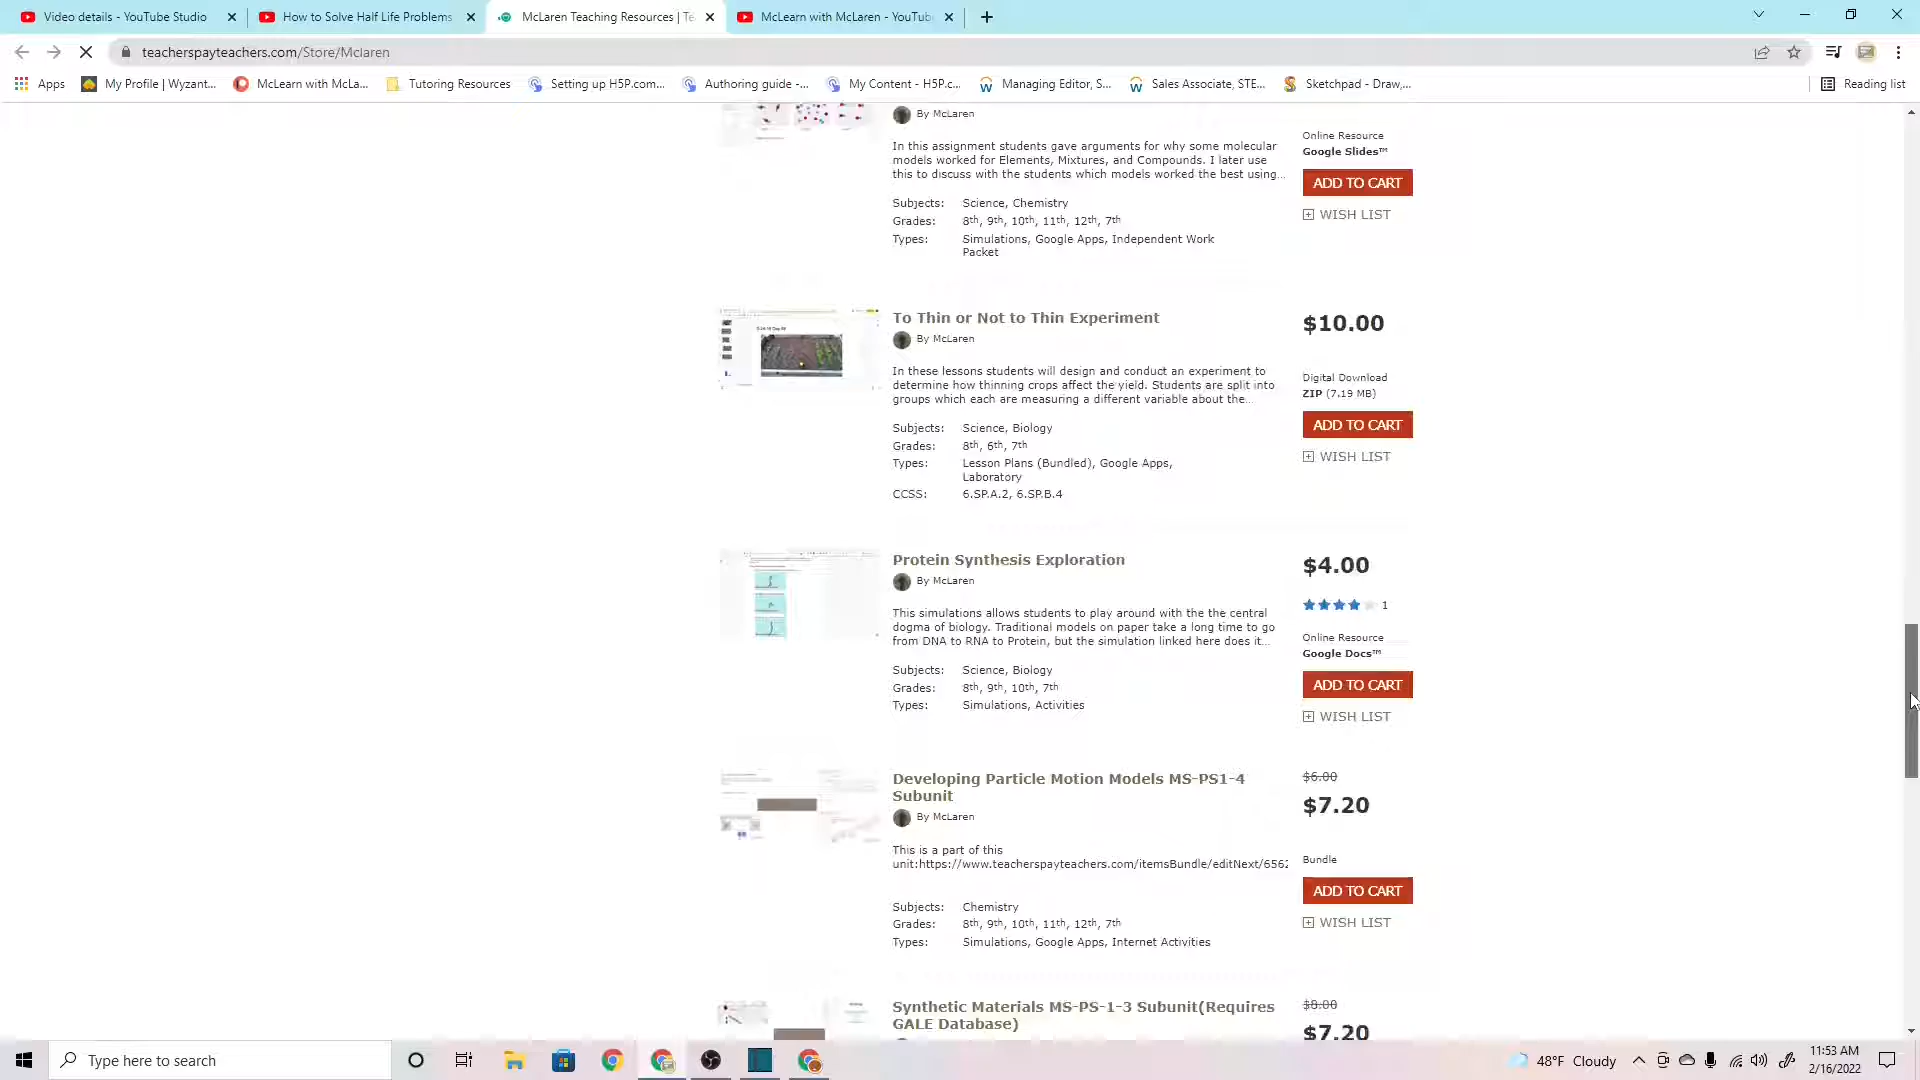 Video details - YouTube Studio
How to Solve Half Life Problems
McLaren Teaching Resources | Te
McLearn with McLaren - YouTub
teacherspayteachers.com/Store/Mclaren
Apps
My Profile | Wyzant...
McLearn with McLa...
Tutoring Resources
Setting up H5P.com...
Authoring guide -...
My Content - H5P.c...
Managing Editor, S...
Sales Associate, STE...
Sketchpad - Draw,...
Reading list
By McLaren
In this assignment students gave arguments for why some molecular
models worked for Elements, Mixtures, and Compounds. I later use
this to discuss with the students which models worked the best using...
Subjects: Science, Chemistry
Grades: 8th, 9th, 10th, 11th, 12th, 7th
Types: Simulations, Google Apps, Independent Work
Packet
Online Resource
Google Slides™
ADD TO CART
WISH LIST
To Thin or Not to Thin Experiment
By McLaren
In these lessons students will design and conduct an experiment to
determine how thinning crops affect the yield. Students are split into
groups which each are measuring a different variable about the...
Subjects: Science, Biology
Grades: 8th, 6th, 7th
Types: Lesson Plans (Bundled), Google Apps,
Laboratory
CCSS: 6.SP.A.2, 6.SP.B.4
$10.00
Digital Download
ZIP (7.19 MB)
ADD TO CART
WISH LIST
Protein Synthesis Exploration
By McLaren
This simulations allows students to play around with the the central
dogma of biology. Traditional models on paper take a long time to go
from DNA to RNA to Protein, but the simulation linked here does it...
Subjects: Science, Biology
Grades: 8th, 9th, 10th, 7th
Types: Simulations, Activities
$4.00
1
Online Resource
Google Docs™
ADD TO CART
WISH LIST
Developing Particle Motion Models MS-PS1-4
Subunit
By McLaren
This is a part of this
unit:https://www.teacherspayteachers.com/itemsBundle/editNext/6562
Subjects: Chemistry
Grades: 8th, 9th, 10th, 11th, 12th, 7th
Types: Simulations, Google Apps, Internet Activities
$6.00
$7.20
Bundle
ADD TO CART
WISH LIST
Synthetic Materials MS-PS-1-3 Subunit(Requires
GALE Database)
$8.00
$7.20
Type here to search
48°F Cloudy
11:53 AM
2/16/2022